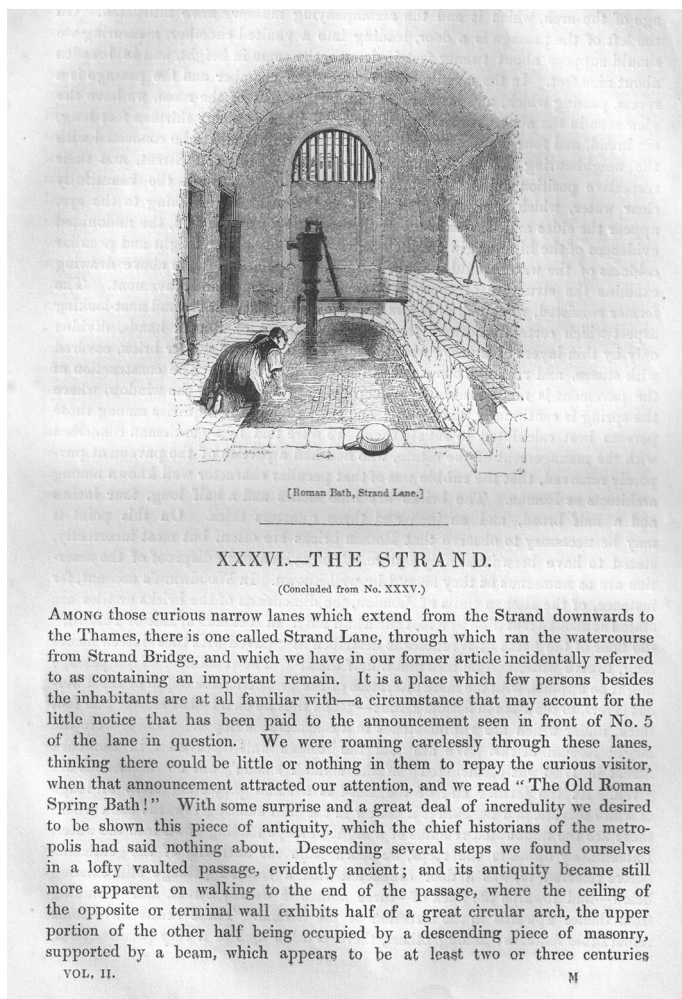 [Roman Bath, Strand Lane.]
XXXVI.—THE STRAND.
(Concluded from No. XXXV.)
AMONG those curious narrow lanes which extend from the Strand downwards to
the Thames, there is one called Strand Lane, through which ran the watercourse
from Strand Bridge, and which we have in our former article incidentally referred
to as containing an important remain. It is a place which few persons besides
the inhabitants are at all familiar with—a circumstance that may account for the
little notice that has been paid to the announcement seen in front of No. 5
of the lane in question. We were roaming carelessly through these lanes,
thinking there could be little or nothing in them to repay the curious visitor,
when that announcement attracted our attention, and we read “ The Old Roman
Spring Bath ! ” With some surprise and a great deal of incredulity we desired
to be shown this piece of antiquity, which the chief historians of the metro-
polis had said nothing about. Descending several steps we found ourselves
in a lofty vaulted passage, evidently ancient ; and its antiquity became still
more apparent on walking to the end of the passage, where the ceiling of
the opposite or terminal wall exhibits half of a great circular arch, the upper
portion of the other half being occupied by a descending piece of masonry,
supported by a beam, which appears to be at least two or three centuries
VOL. II. M